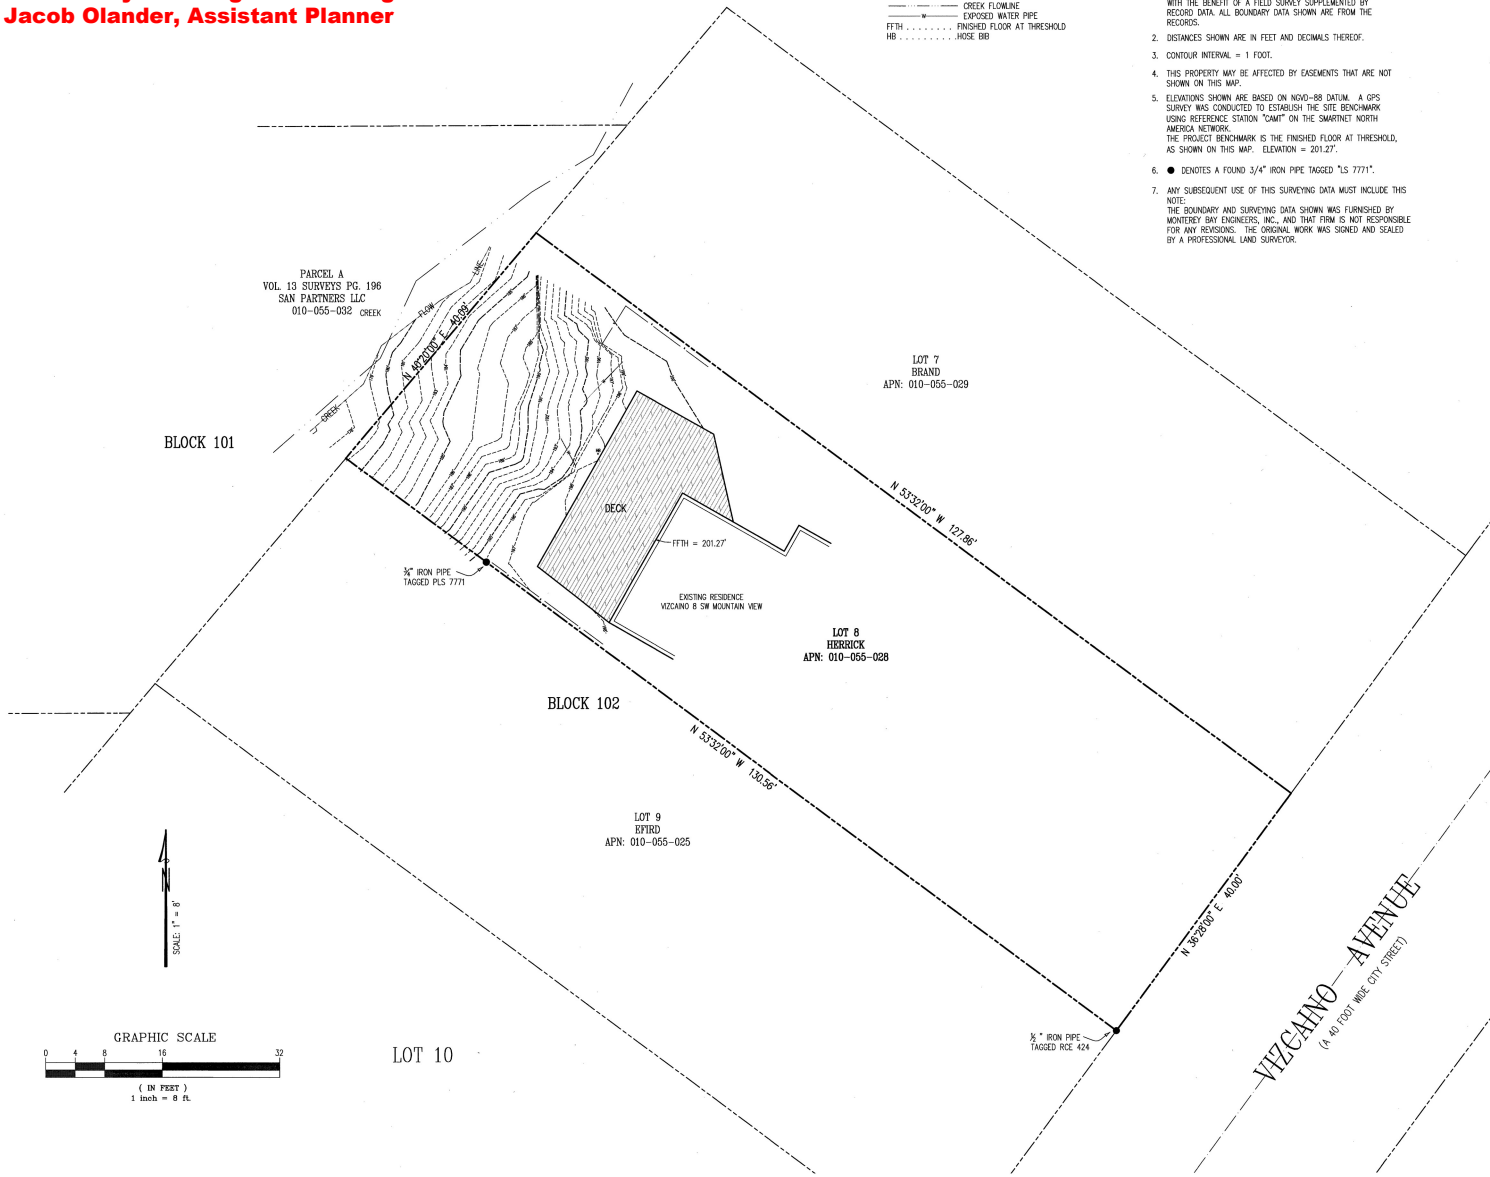 Jacob Olander, Assistant Planner
CREEK FLOWLINE
W EXPOSED WATER PIPE
FFTH . . . . . . . . FINISHED FLOOR AT THRESHOLD
HB . . . . . . . . . . HOSE BIB
WITH THE BENEFIT OF A FIELD SURVEY SUPPLEMENTED BY
RECORD DATA. ALL BOUNDARY DATA SHOWN ARE FROM THE
RECORDS.
2. DISTANCES SHOWN ARE IN FEET AND DECIMALS THEREOF.
3. CONTOUR INTERVAL = 1 FOOT.
4. THIS PROPERTY MAY BE AFFECTED BY EASEMENTS THAT ARE NOT
SHOWN ON THIS MAP.
5. ELEVATIONS SHOWN ARE BASED ON NGVD-88 DATUM. A GPS
SURVEY WAS CONDUCTED TO ESTABLISH THE SITE BENCHMARK
USING REFERENCE STATION "CAMT" ON THE SMARTNET NORTH
AMERICA NETWORK.
THE PROJECT BENCHMARK IS THE FINISHED FLOOR AT THRESHOLD,
AS SHOWN ON THIS MAP. ELEVATION = 201.27'.
6. ● DENOTES A FOUND 3/4" IRON PIPE TAGGED "LS 7771".
7. ANY SUBSEQUENT USE OF THIS SURVEYING DATA MUST INCLUDE THIS
NOTE:
THE BOUNDARY AND SURVEYING DATA SHOWN WAS FURNISHED BY
MONTEREY BAY ENGINEERS, INC., AND THAT FIRM IS NOT RESPONSIBLE
FOR ANY REVISIONS. THE ORIGINAL WORK WAS SIGNED AND SEALED
BY A PROFESSIONAL LAND SURVEYOR.
PARCEL A
VOL. 13 SURVEYS PG. 196
SAN PARTNERS LLC
010-055-032
CREEK
FLOW
LINE
N 40°20'00" E 40.09'
CREEK
BLOCK 101
LOT 7
BRAND
APN: 010-055-029
N 53°32'00" W 127.86'
DECK
FFTH = 201.27'
¾" IRON PIPE
TAGGED PLS 7771
EXISTING RESIDENCE
VIZCAINO 8 SW MOUNTAIN VIEW
LOT 8
HERRICK
APN: 010-055-028
BLOCK 102
N 53°32'00" W 130.56'
LOT 9
EFIRD
APN: 010-055-025
N
SCALE: 1" = 8'
N 36°28'00" E 40.00'
VIZCAINO AVENUE
(A 40 FOOT WIDE CITY STREET)
½" IRON PIPE
TAGGED RCE 424
GRAPHIC SCALE
0 4 8 16 32
( IN FEET )
1 inch = 8 ft.
LOT 10